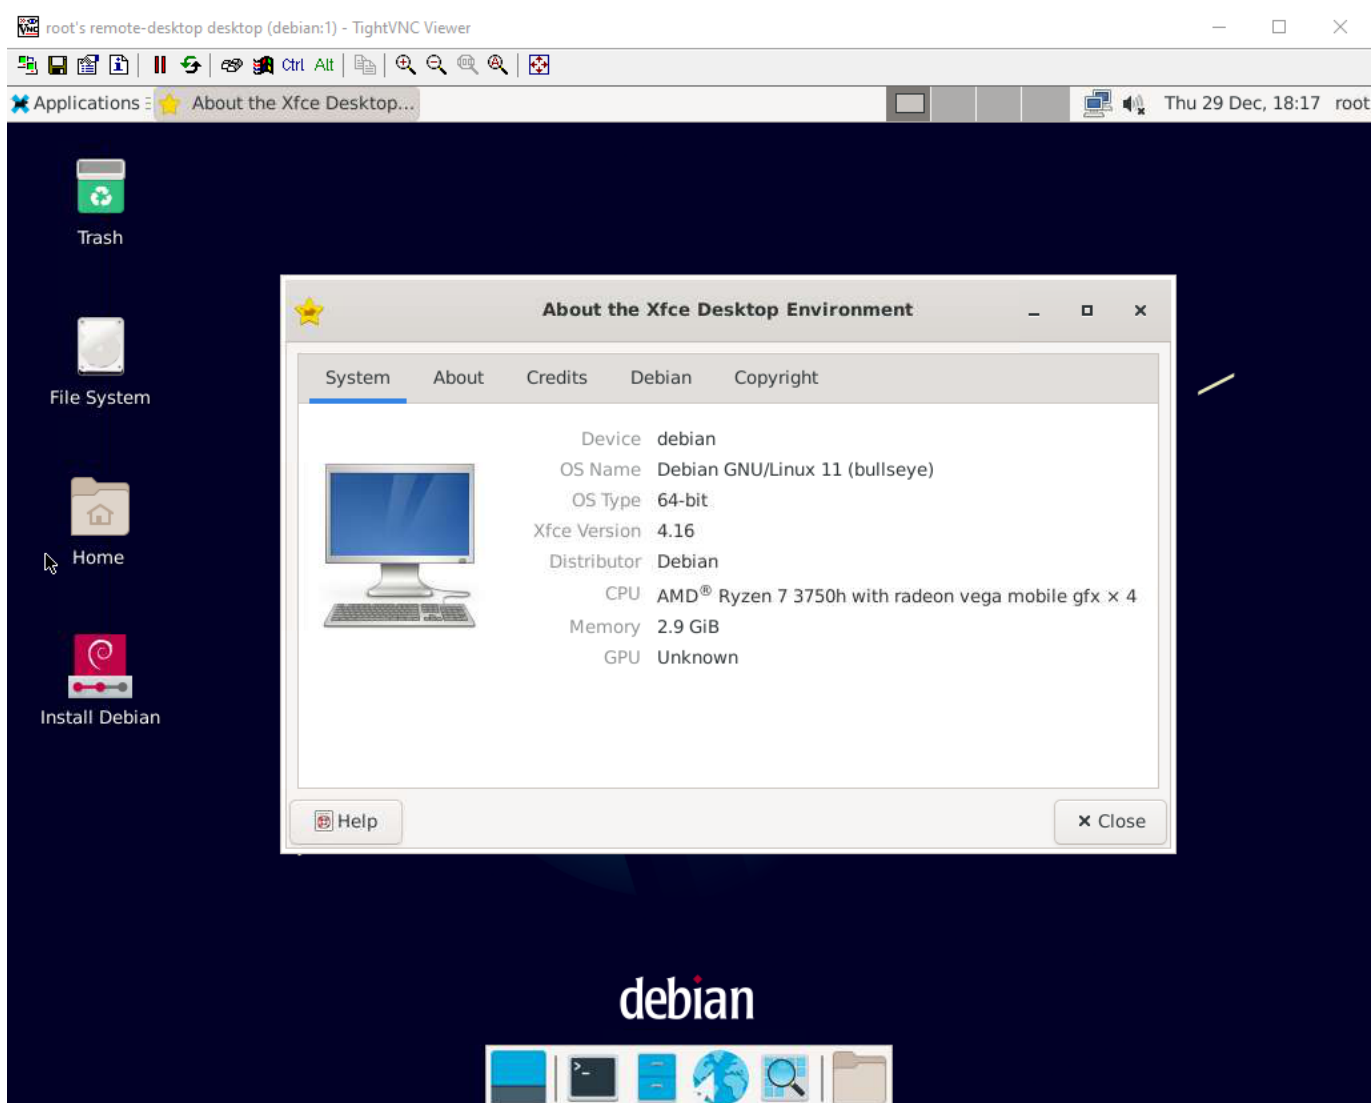 root's remote-desktop desktop (debian:1) - TightVNC Viewer
Ctrl Alt
Applications About the Xfce Desktop... Thu 29 Dec, 18:17 root
Trash
File System
Home
Install Debian
About the Xfce Desktop Environment
System About Credits Debian Copyright
Device debian
OS Name Debian GNU/Linux 11 (bullseye)
OS Type 64-bit
Xfce Version 4.16
Distributor Debian
CPU AMD® Ryzen 7 3750h with radeon vega mobile gfx × 4
Memory 2.9 GiB
GPU Unknown
Help Close
debian